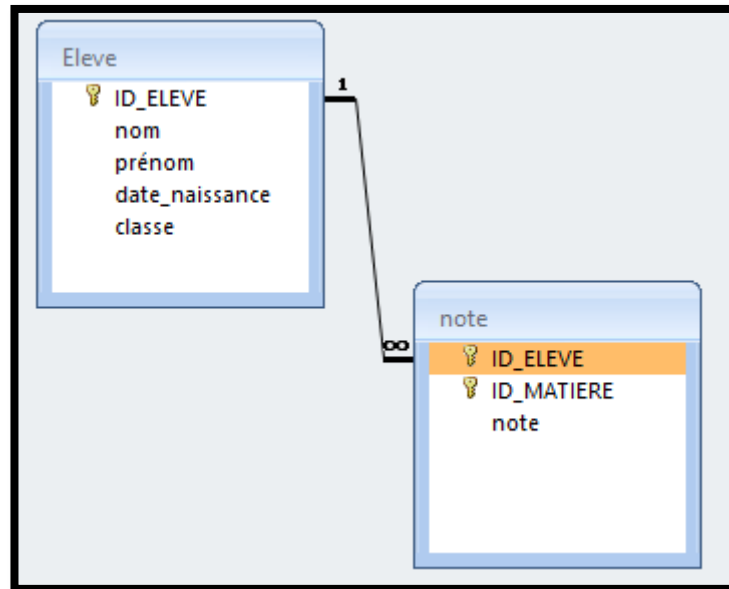 Eleve
ID_ELEVE
nom
prénom
date_naissance
classe
1
∞
note
ID_ELEVE
ID_MATIERE
note